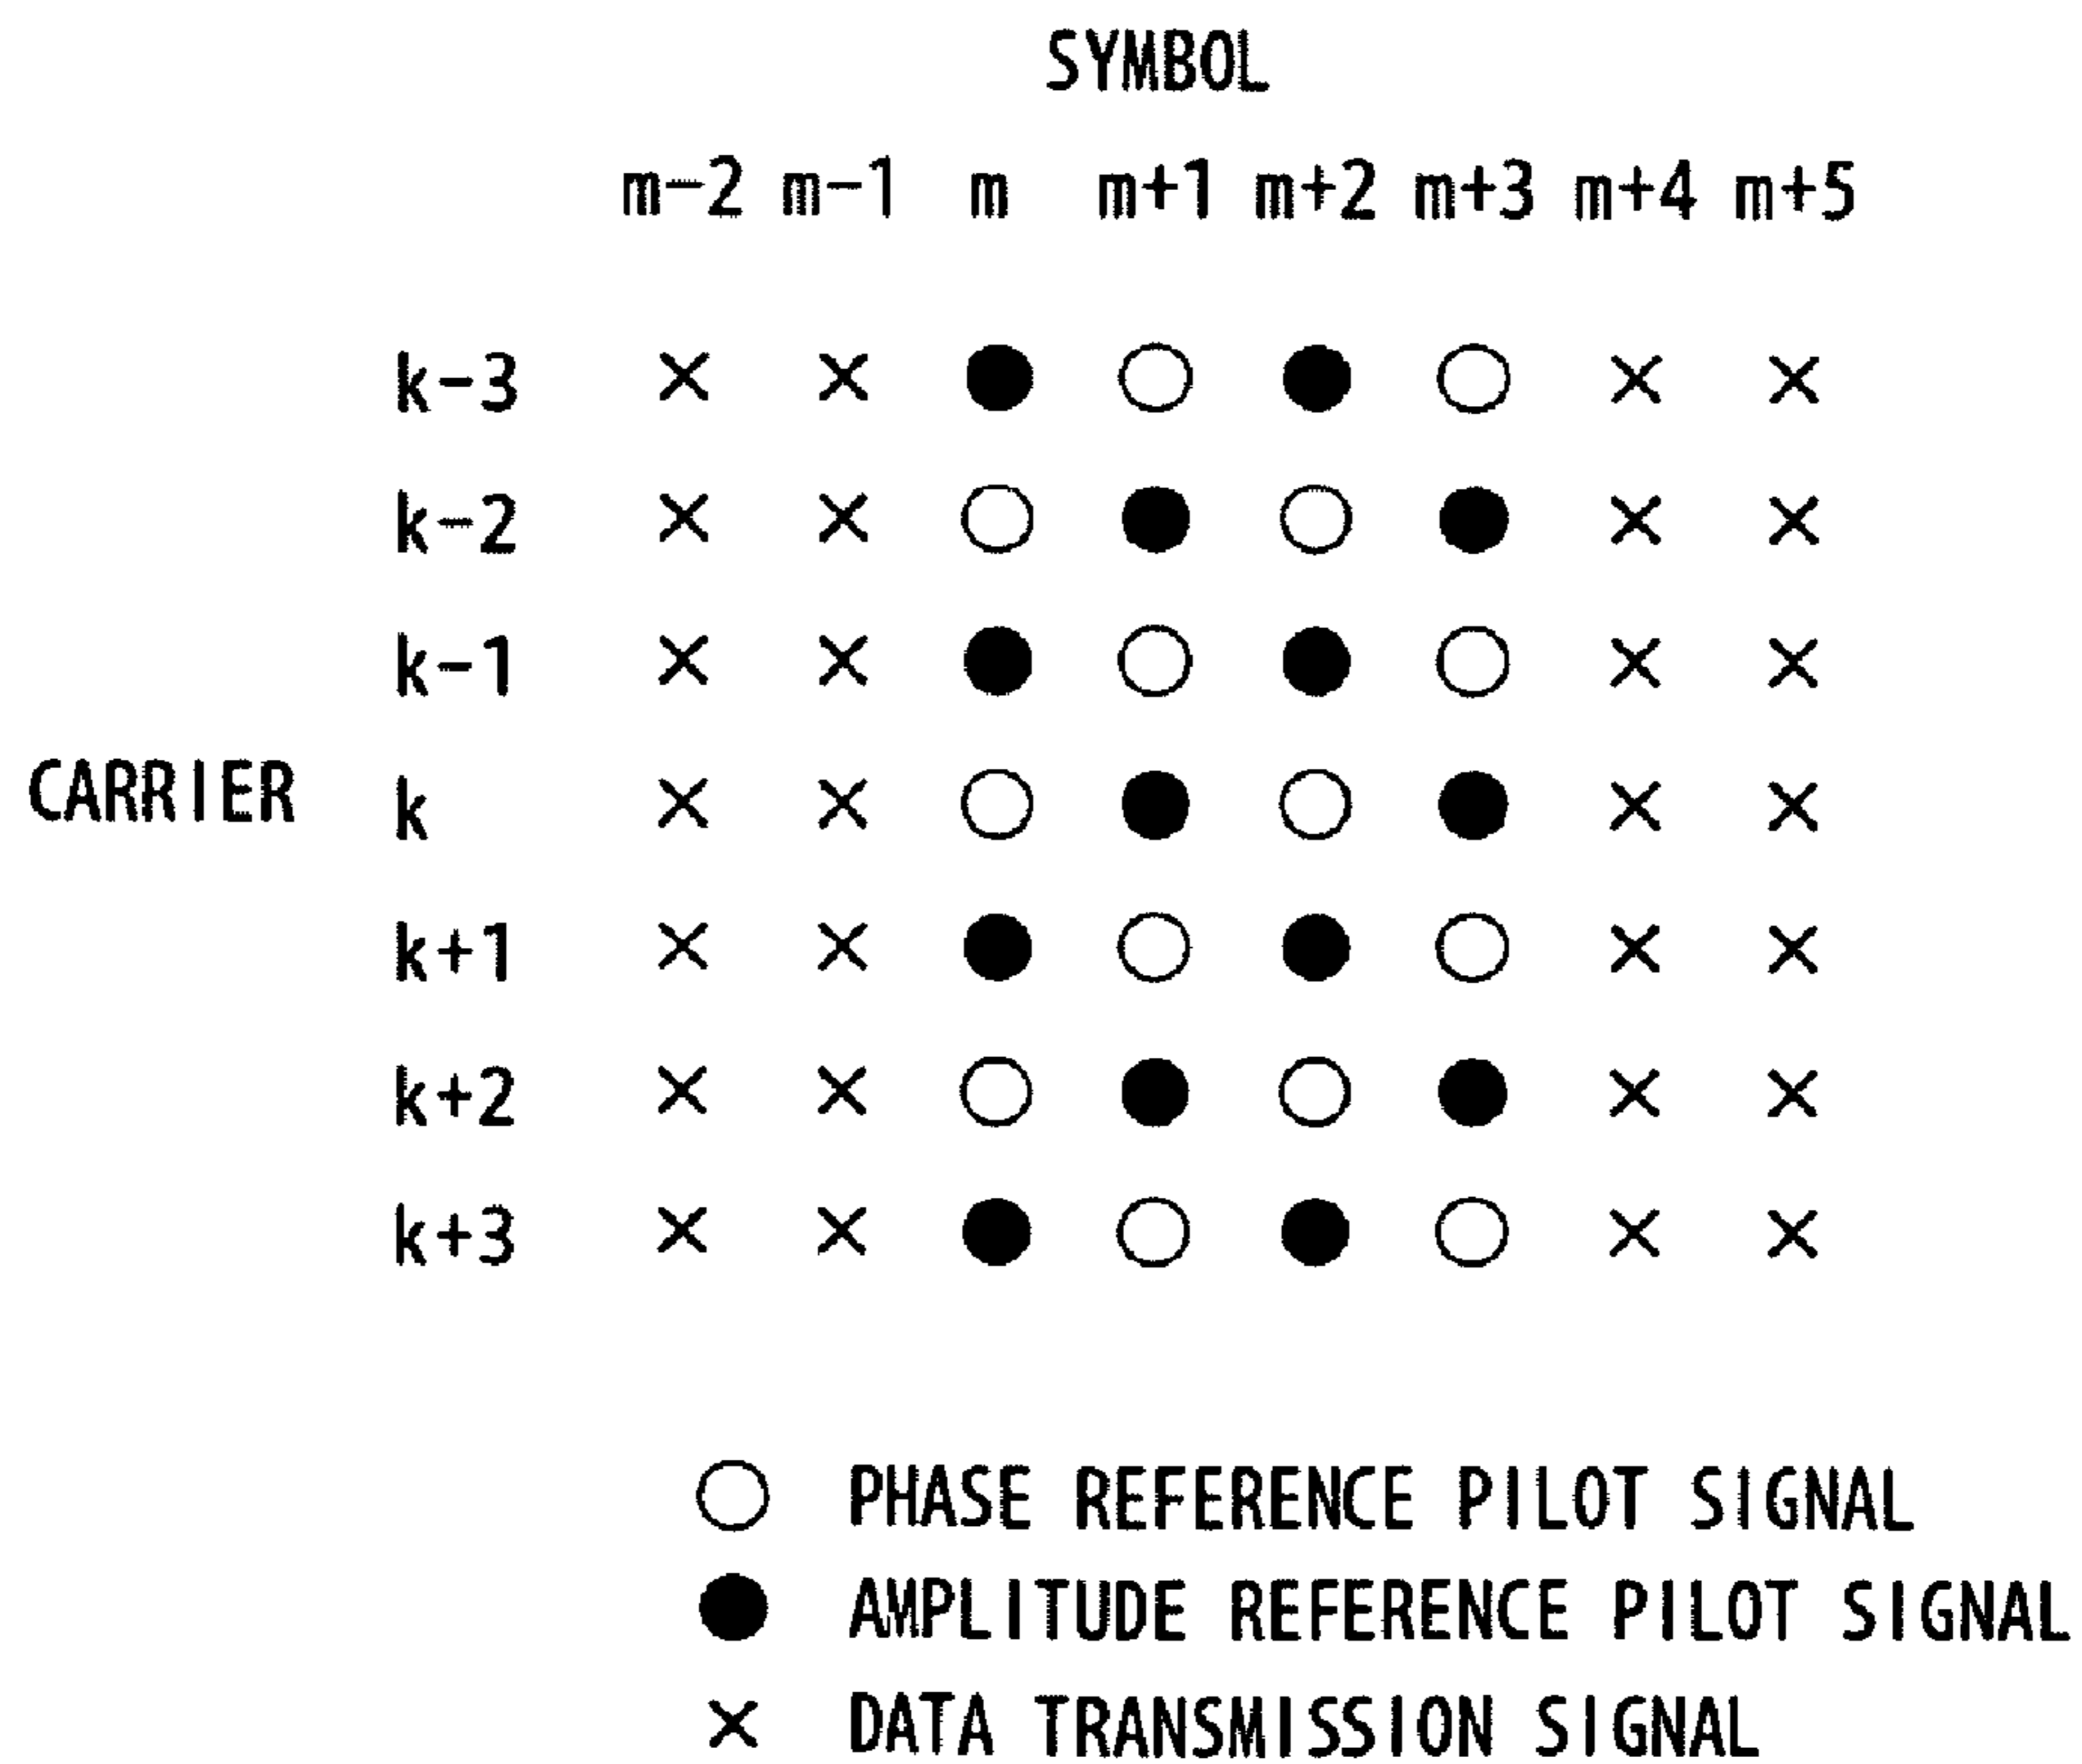 SYMBOL
m-2 m-1 m m+1 m+2 m+3 m+4 m+5
k-3
k-2
k-1
CARRIER k
k+1
k+2
k+3
PHASE REFERENCE PILOT SIGNAL
AMPLITUDE REFERENCE PILOT SIGNAL
DATA TRANSMISSION SIGNAL